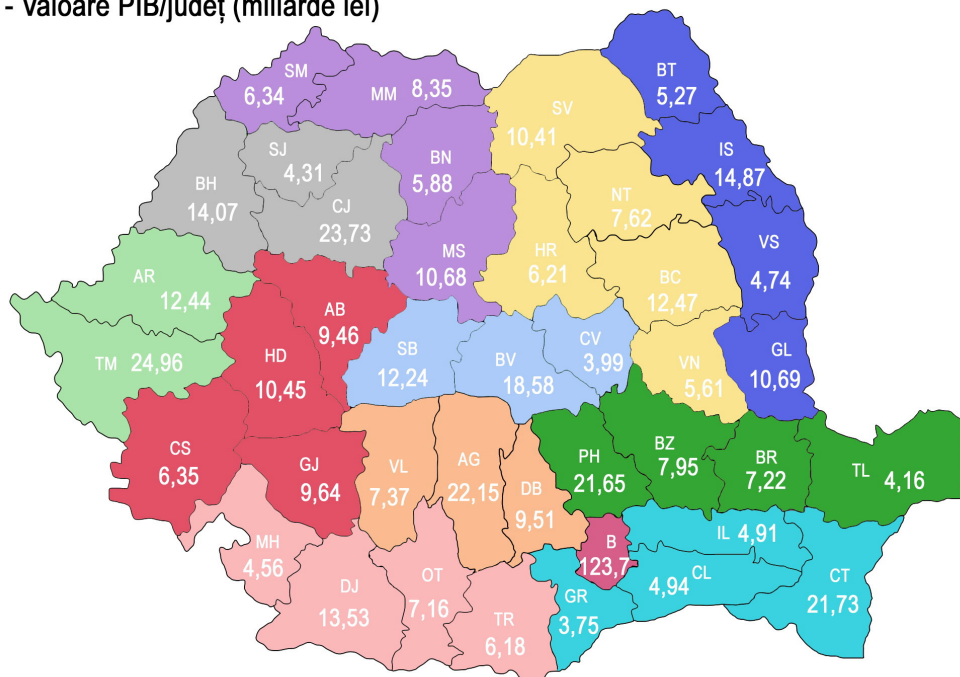 - Valoare PIB/județ (miliarde lei)
SM
6,34
MM 8,35
BT
5,27
SV
10,41
SJ
4,31
BN
5,88
IS
14,87
BH
14,07
CJ
23,73
NT
7,62
VS
4,74
MS
10,68
HR
6,21
BC
12,47
AR
12,44
AB
9,46
TM 24,96
HD
10,45
SB
12,24
BV
18,58
CV
3,99
VN
5,61
GL
10,69
CS
6,35
GJ
9,64
VL
7,37
AG
22,15
DB
9,51
PH
21,65
BZ
7,95
BR
7,22
TL 4,16
MH
4,56
DJ
13,53
OT
7,16
TR
6,18
B
123,7
GR
3,75
IL 4,91
4,94 CL
CT
21,73